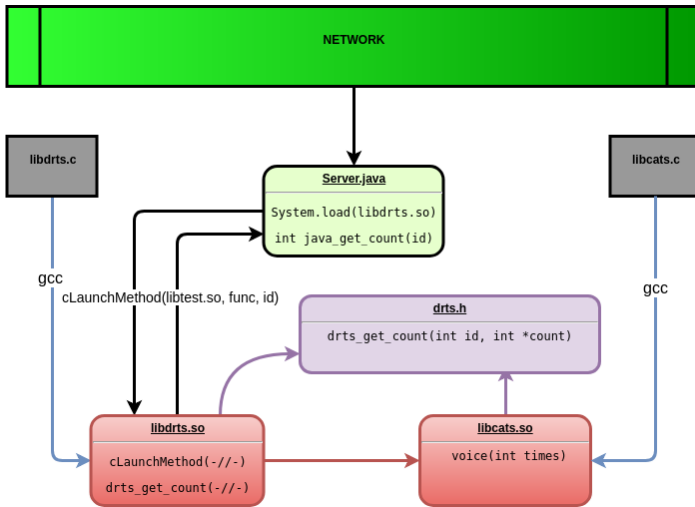 NETWORK
libdrts.c
libcats.c
Server.java
System.load(libdrts.so)
int java_get_count(id)
gcc
cLaunchMethod(libtest.so, func, id)
gcc
drts.h
drts_get_count(int id, int *count)
libdrts.so
cLaunchMethod(-//-)
drts_get_count(-//-)
libcats.so
voice(int times)